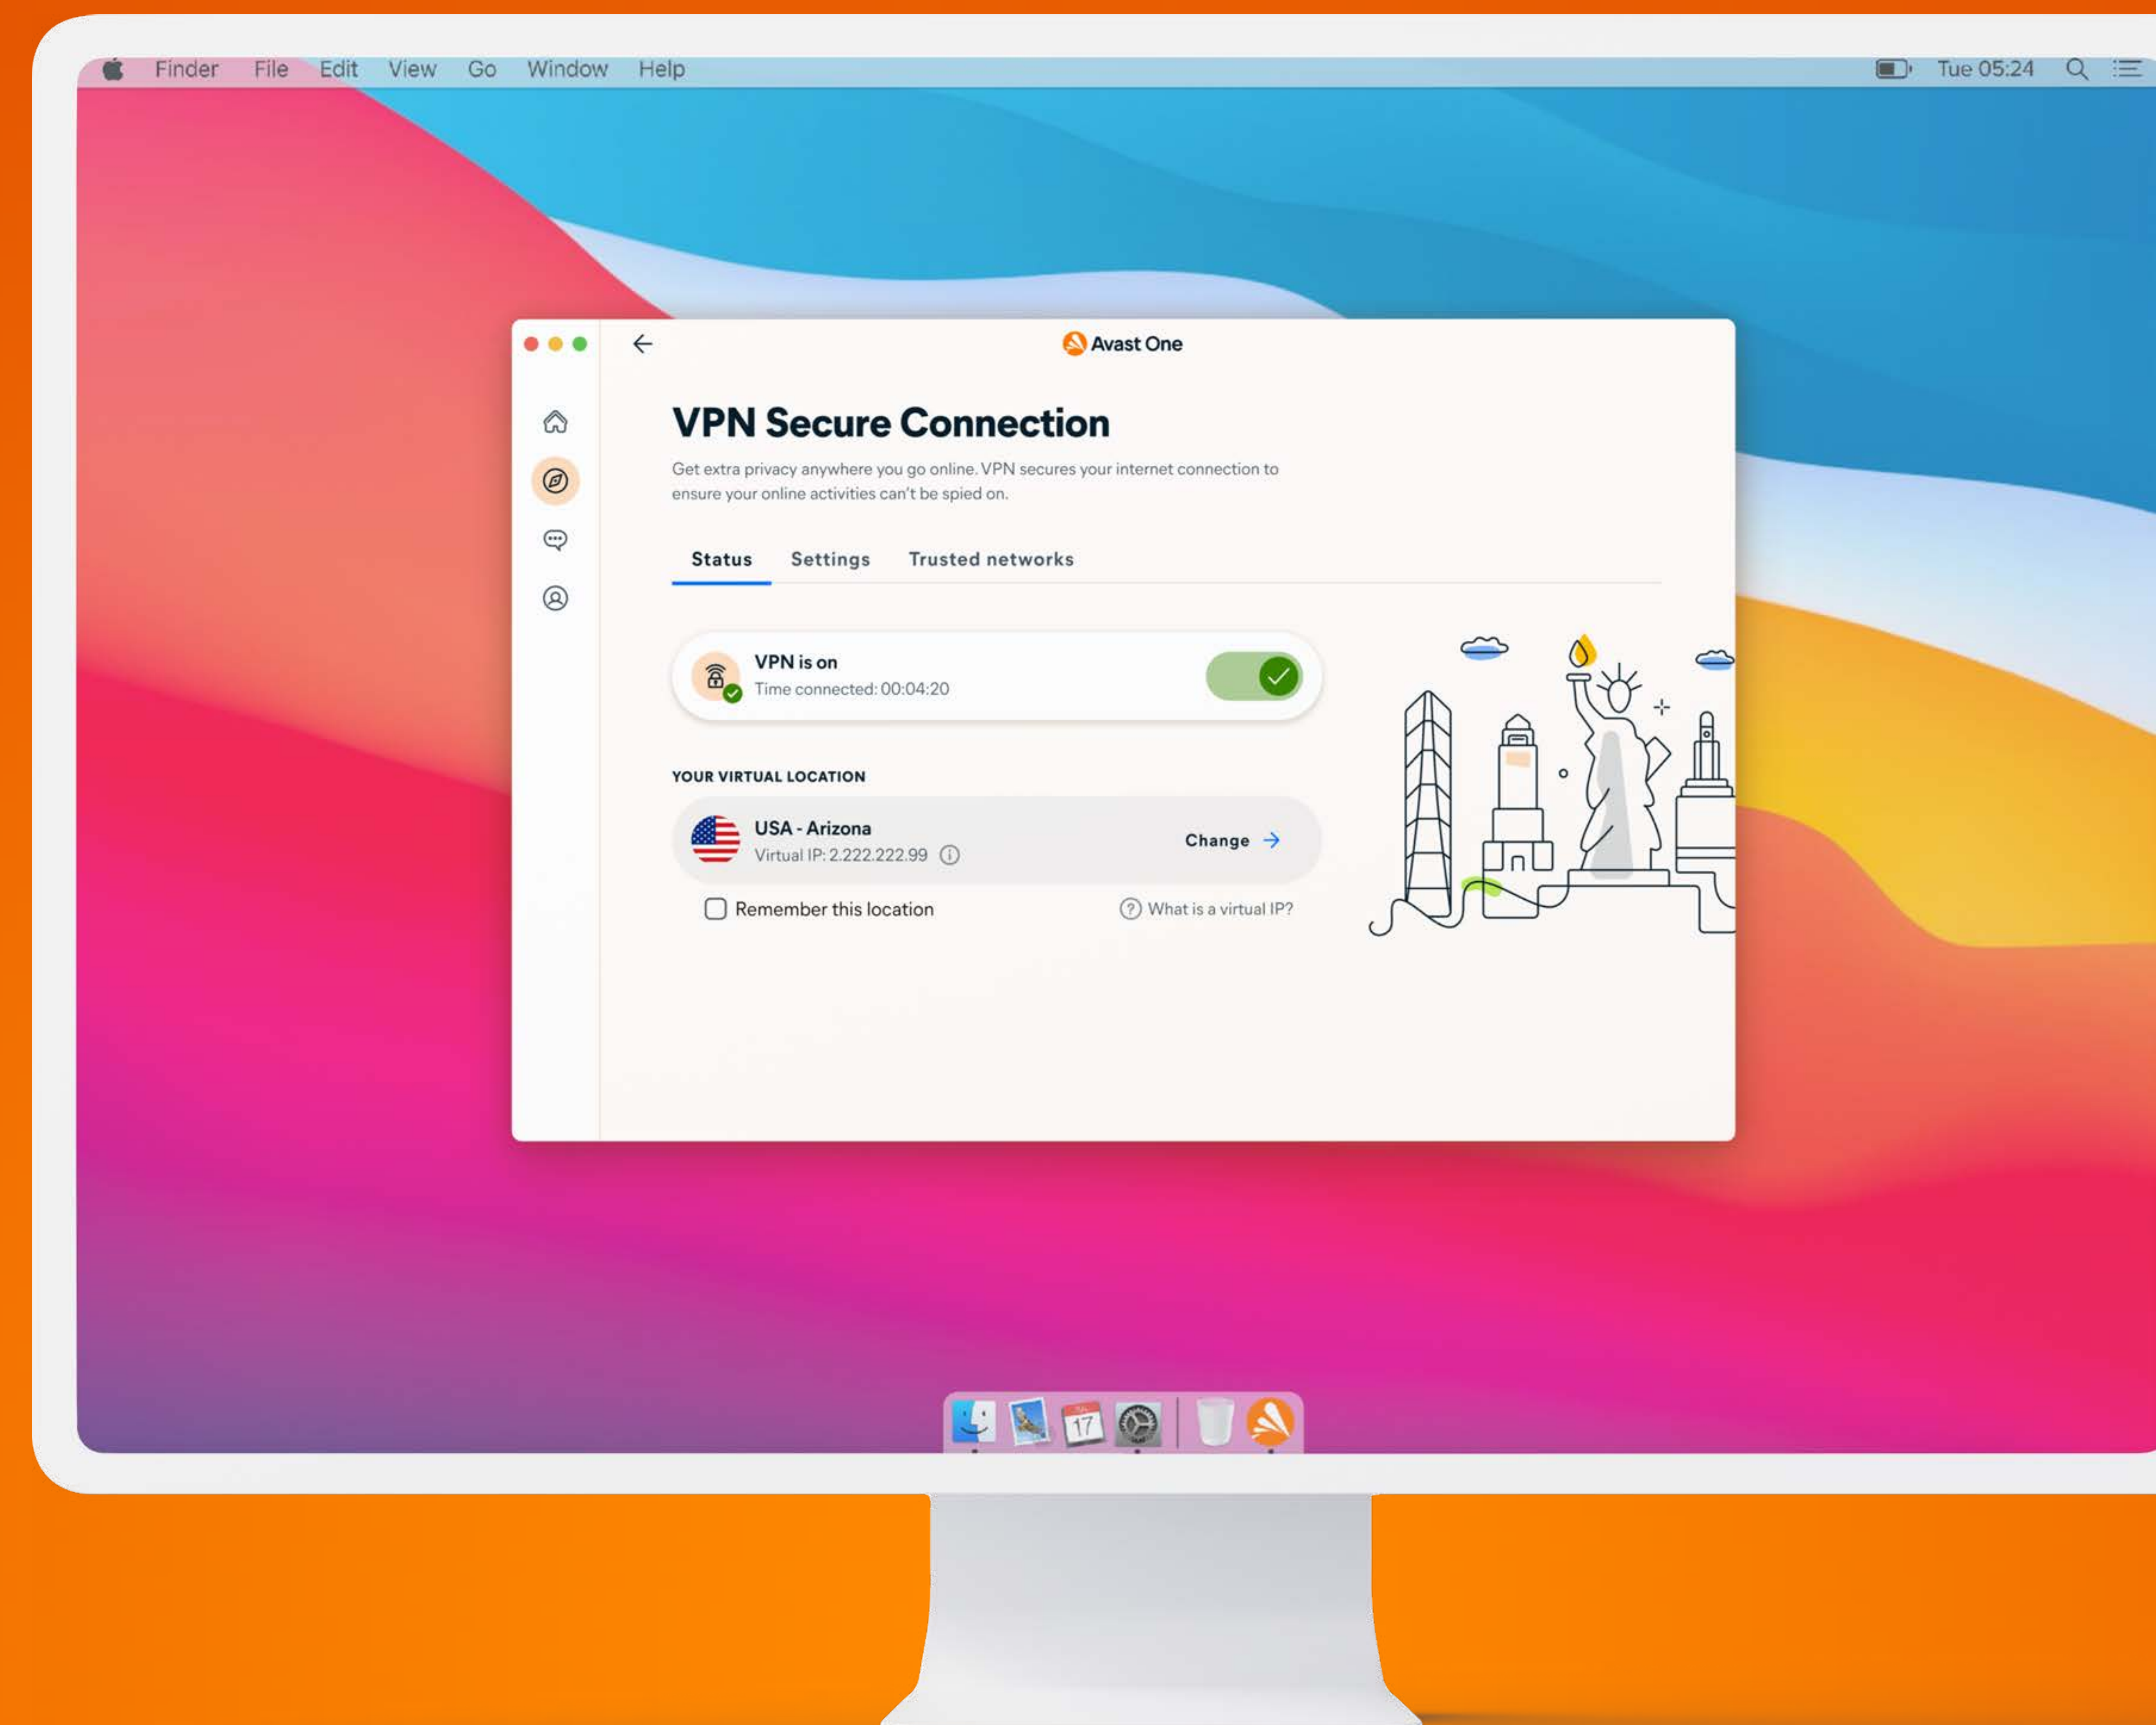 Finder File Edit View Go Window Help Tue 05:24
Avast One
VPN Secure Connection
Get extra privacy anywhere you go online. VPN secures your internet connection to
ensure your online activities can't be spied on.
Status Settings Trusted networks
VPN is on
Time connected: 00:04:20
YOUR VIRTUAL LOCATION
USA - Arizona
Virtual IP: 2.222.222.99
Change
Remember this location
What is a virtual IP?
17